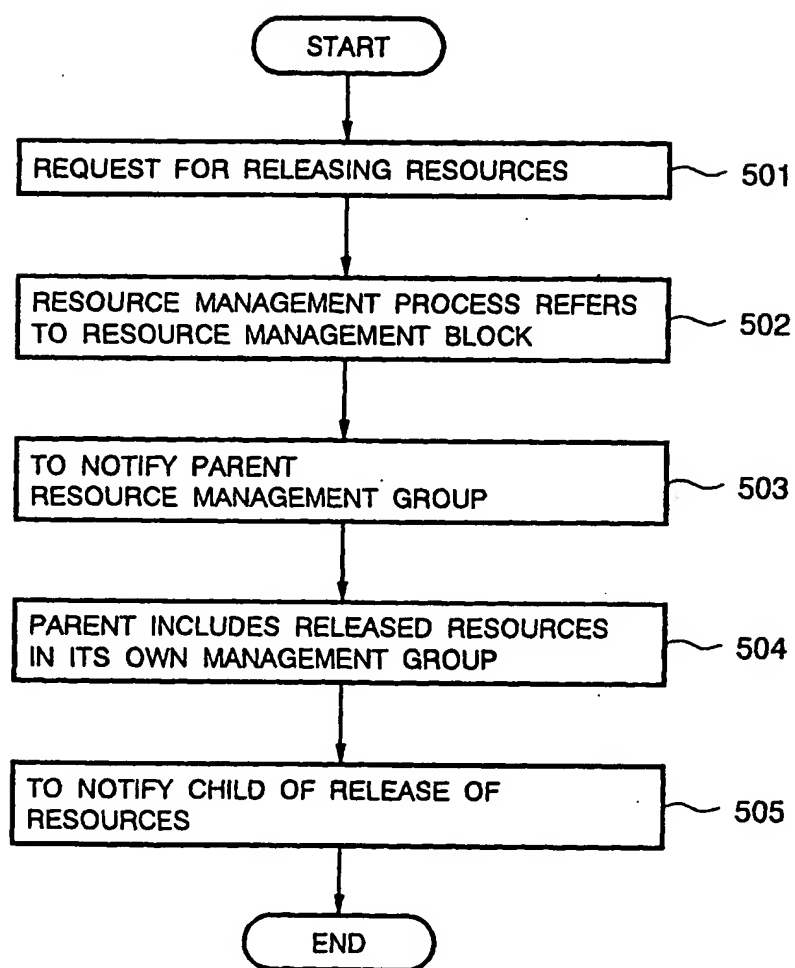 START
REQUEST FOR RELEASING RESOURCES
501
RESOURCE MANAGEMENT PROCESS REFERS
TO RESOURCE MANAGEMENT BLOCK
502
TO NOTIFY PARENT
RESOURCE MANAGEMENT GROUP
503
PARENT INCLUDES RELEASED RESOURCES
IN ITS OWN MANAGEMENT GROUP
504
TO NOTIFY CHILD OF RELEASE OF
RESOURCES
505
END